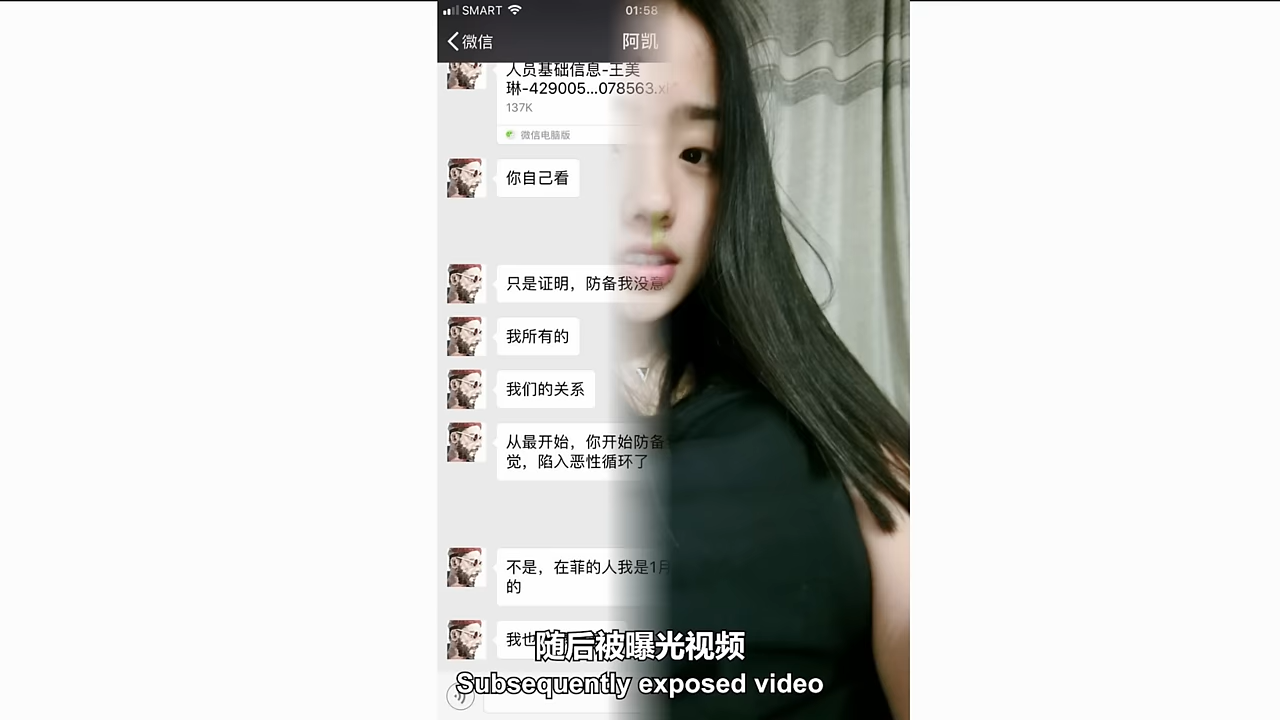 SMART
01:58
微信
阿凯
人员基础信息-王美
琳-429005...078563.xl
137K
微信电脑版
你自己看
只是证明，防备我没意
我所有的
我们的关系
从最开始，你开始防备
觉，陷入恶性循环了
不是，在菲的人我是1月
的
我也
随后被曝光视频
Subsequently exposed video